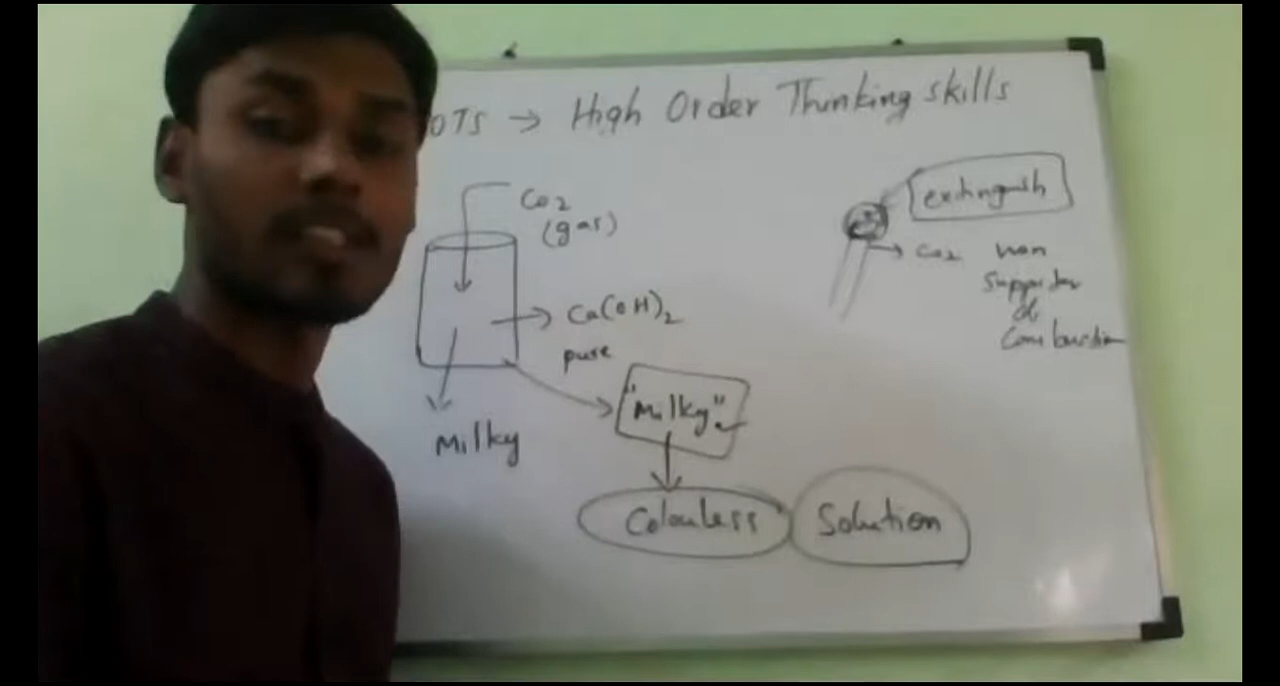 OTS → High Order Thinking skills
CO2
(gas)
Ca(OH)2
pure
Milky
"Milky"
Colouless
Solution
extinguish
CO2 non
supporter
of
Combustion